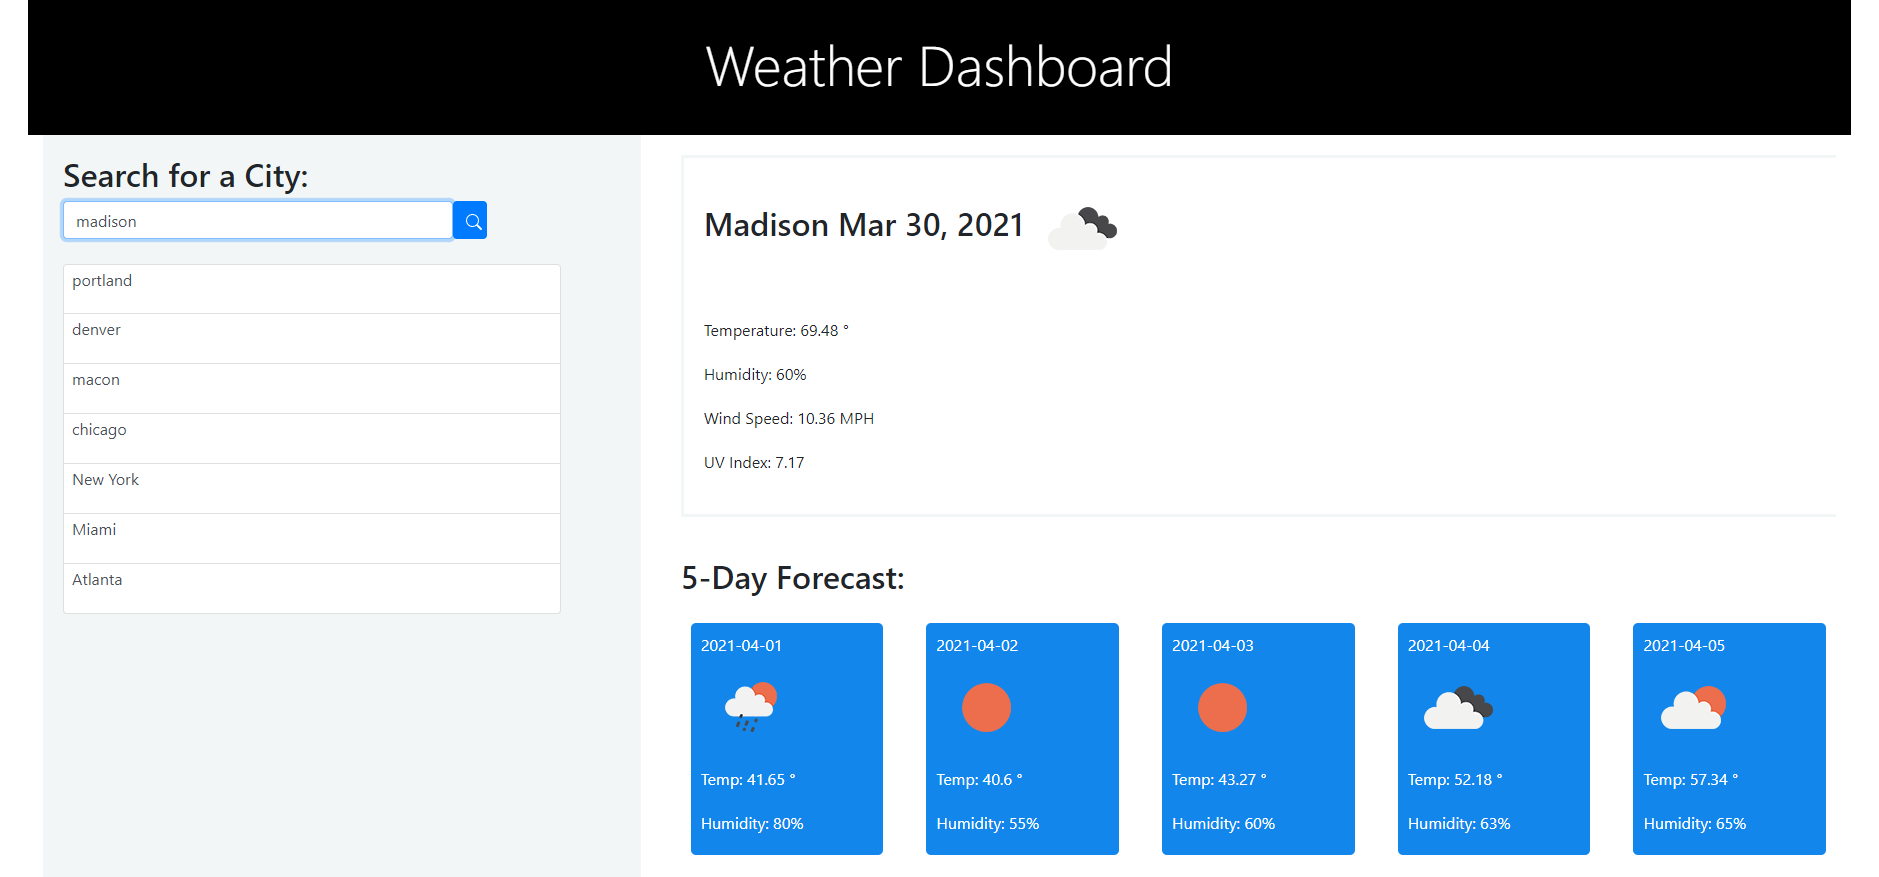 Weather Dashboard
Search for a City:
madison
portland
denver
macon
chicago
New York
Miami
Atlanta
Madison Mar 30, 2021
Temperature: 69.48 °
Humidity: 60%
Wind Speed: 10.36 MPH
UV Index: 7.17
5-Day Forecast:
2021-04-01
Temp: 41.65 °
Humidity: 80%
2021-04-02
Temp: 40.6 °
Humidity: 55%
2021-04-03
Temp: 43.27 °
Humidity: 60%
2021-04-04
Temp: 52.18 °
Humidity: 63%
2021-04-05
Temp: 57.34 °
Humidity: 65%